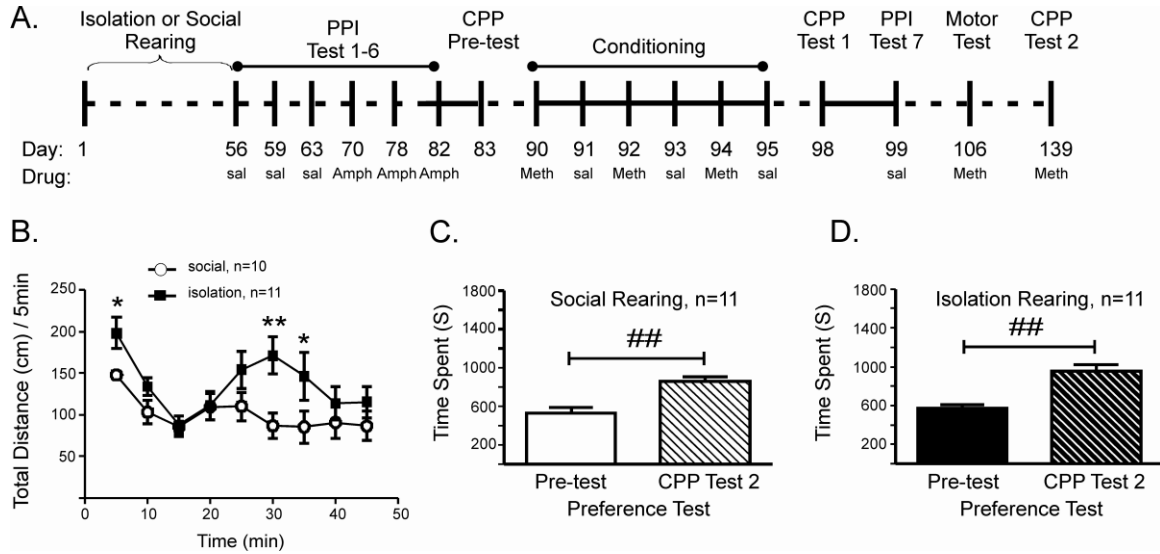 A.
Isolation or Social
Rearing
PPI
Test 1-6
CPP
Pre-test
Conditioning
CPP
Test 1
PPI
Test 7
Motor
Test
CPP
Test 2
Day: 1 56 59 63 70 78 82 83 90 91 92 93 94 95 98 99 106 139
Drug: sal sal sal Amph Amph Amph Meth sal Meth sal Meth sal sal Meth Meth
B.
social, n=10
isolation, n=11
Total Distance (cm) / 5min
250
200
150
100
50
* ** *
0 10 20 30 40 50
Time (min)
C.
Social Rearing, n=11
##
Time Spent (S)
1800
1400
1000
600
200
Pre-test CPP Test 2
Preference Test
D.
Isolation Rearing, n=11
##
Time Spent (S)
1800
1400
1000
600
200
Pre-test CPP Test 2
Preference Test